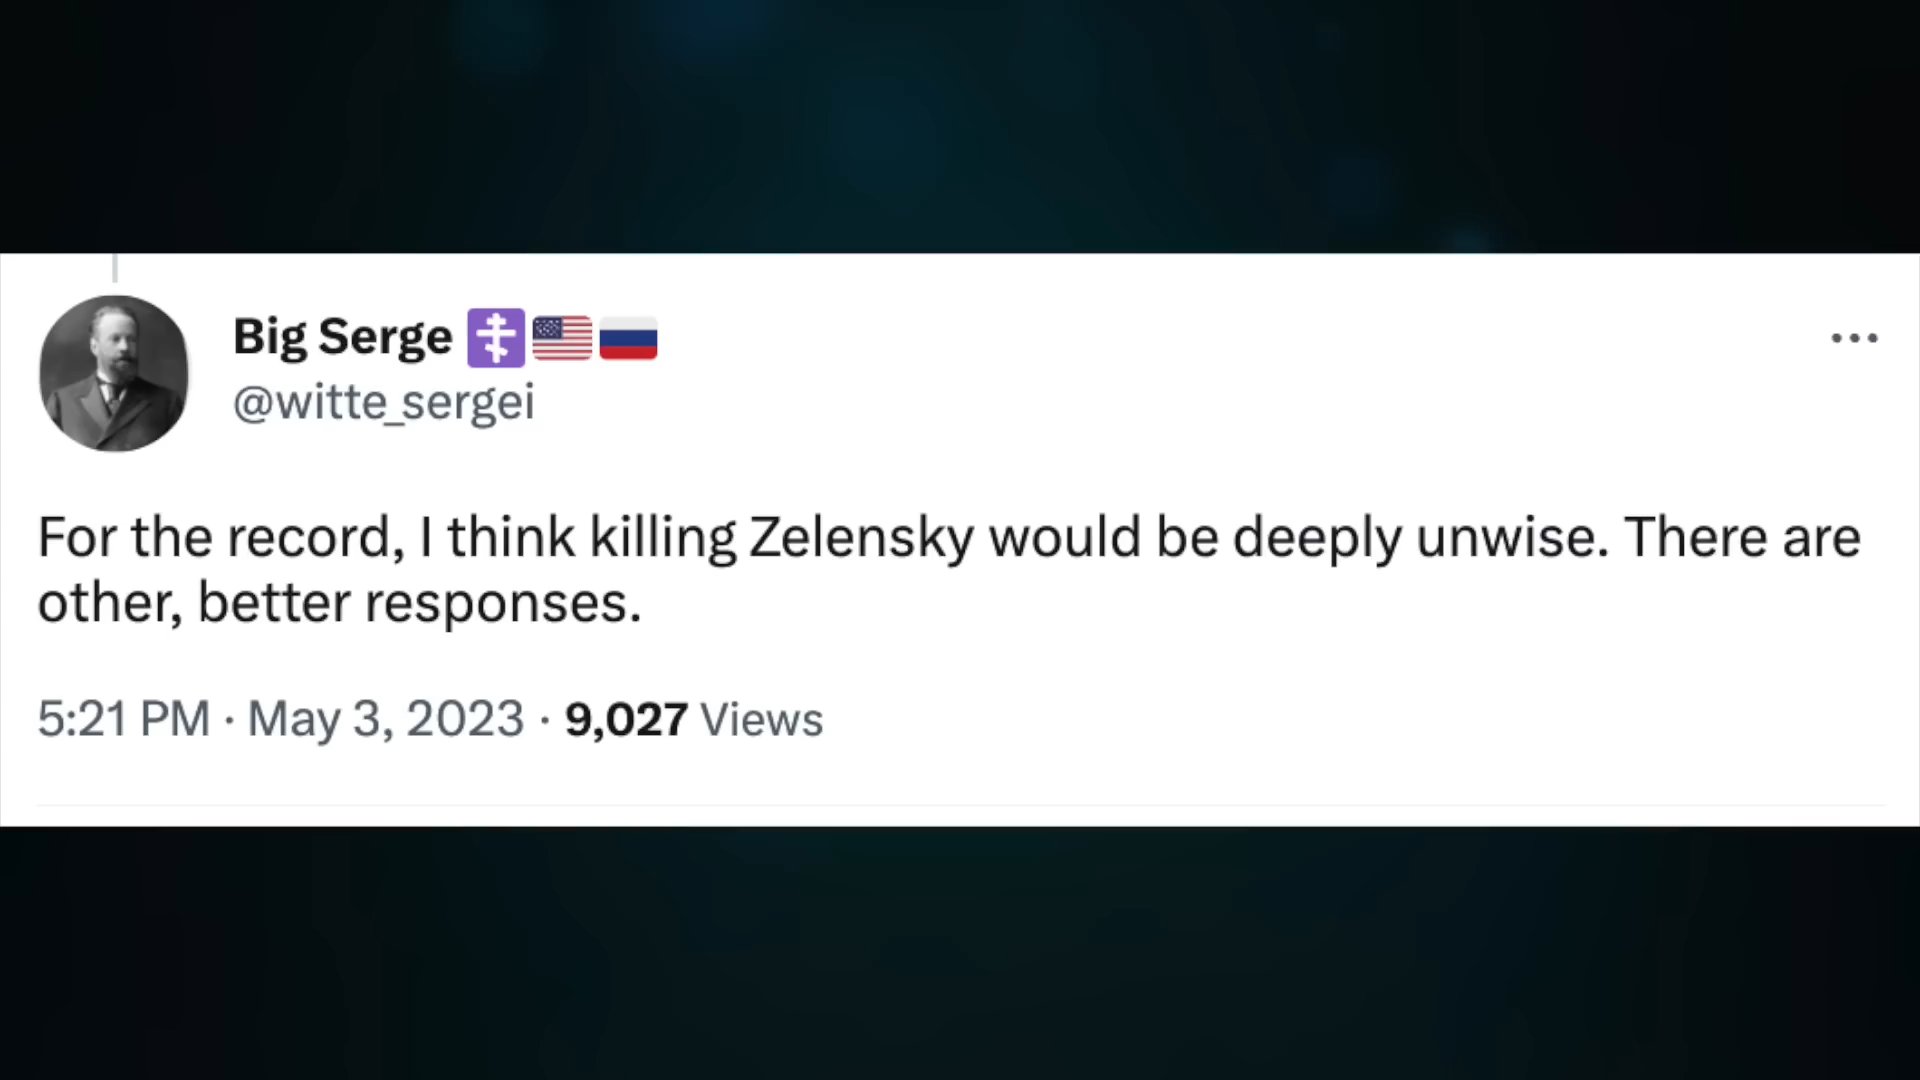 Big Serge ☦️🇺🇸🇷🇺
@witte_sergei
For the record, I think killing Zelensky would be deeply unwise. There are
other, better responses.
5:21 PM · May 3, 2023 · 9,027 Views